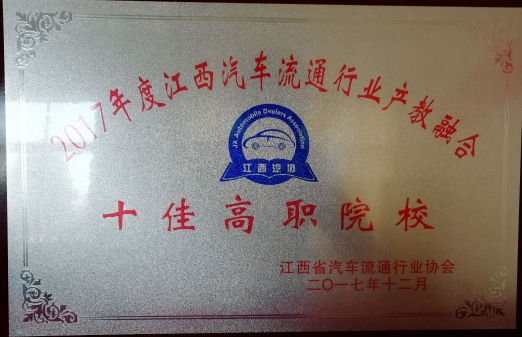 2017年度江西汽车流通行业产教融合
JX Automobile Dealers Association
江西汽流
十佳高职院校
江西省汽车流通行业协会
二〇一七年十二月